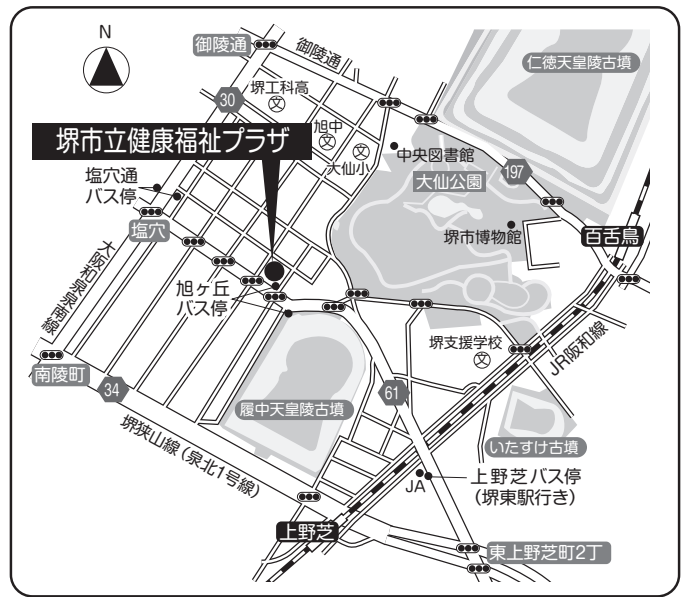 N
御陵通
御陵通
仁徳天皇陵古墳
堺工科高
文
30
旭中
文
文
大仙小
堺市立健康福祉プラザ
中央図書館
大仙公園
197
塩穴通
バス停
塩穴
堺市博物館
百舌鳥
大阪和泉泉南線
旭ヶ丘
バス停
堺支援学校
文
JR阪和線
南陵町
34
61
履中天皇陵古墳
いたすけ古墳
堺狭山線(泉北1号線)
JA
上野芝バス停
(堺東駅行き)
上野芝
東上野芝町2丁